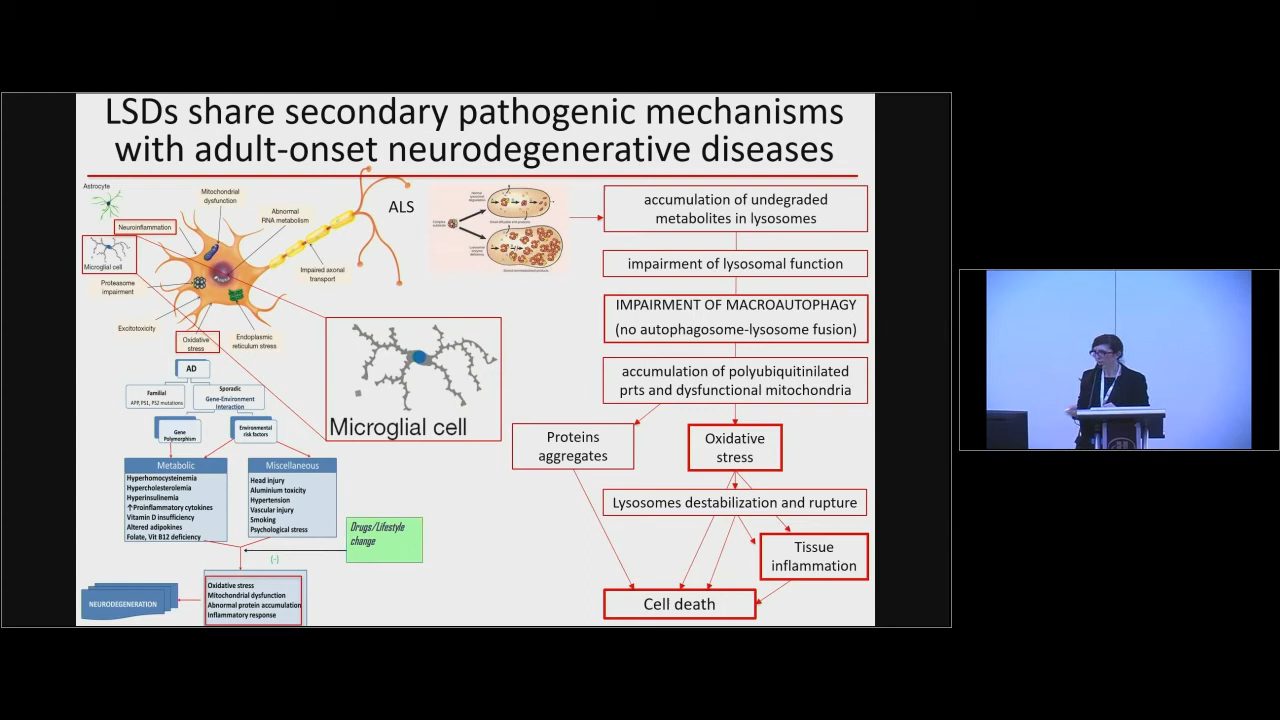 LSDs share secondary pathogenic mechanisms
with adult-onset neurodegenerative diseases
Astrocyte
Mitochondrial
dysfunction
Neuroinflammation
Abnormal
RNA metabolism
ALS
Microglial cell
Proteasome
impairment
Impaired axonal
transport
Excitotoxicity
Oxidative
stress
Endoplasmic
reticulum stress
Microglial cell
AD
Familial
APP, PS1, PS2 mutations
Sporadic
Gene-Environment
Interaction
Gene
Polymorphism
Environmental
risk factors
Metabolic
Hyperhomocysteinemia
Hypercholesterolemia
Hyperinsulinemia
↑Proinflammatory cytokines
Vitamin D insufficiency
Altered adipokines
Folate, Vit B12 deficiency
Miscellaneous
Head injury
Aluminium toxicity
Hypertension
Vascular injury
Smoking
Psychological stress
Drugs/Lifestyle
change
(-)
Oxidative stress
Mitochondrial dysfunction
Abnormal protein accumulation
Inflammatory response
NEURODEGENERATION
accumulation of undegraded
metabolites in lysosomes
impairment of lysosomal function
IMPAIRMENT OF MACROAUTOPHAGY
(no autophagosome-lysosome fusion)
accumulation of polyubiquitinilated
prts and dysfunctional mitochondria
Proteins
aggregates
Oxidative
stress
Lysosomes destabilization and rupture
Tissue
inflammation
Cell death